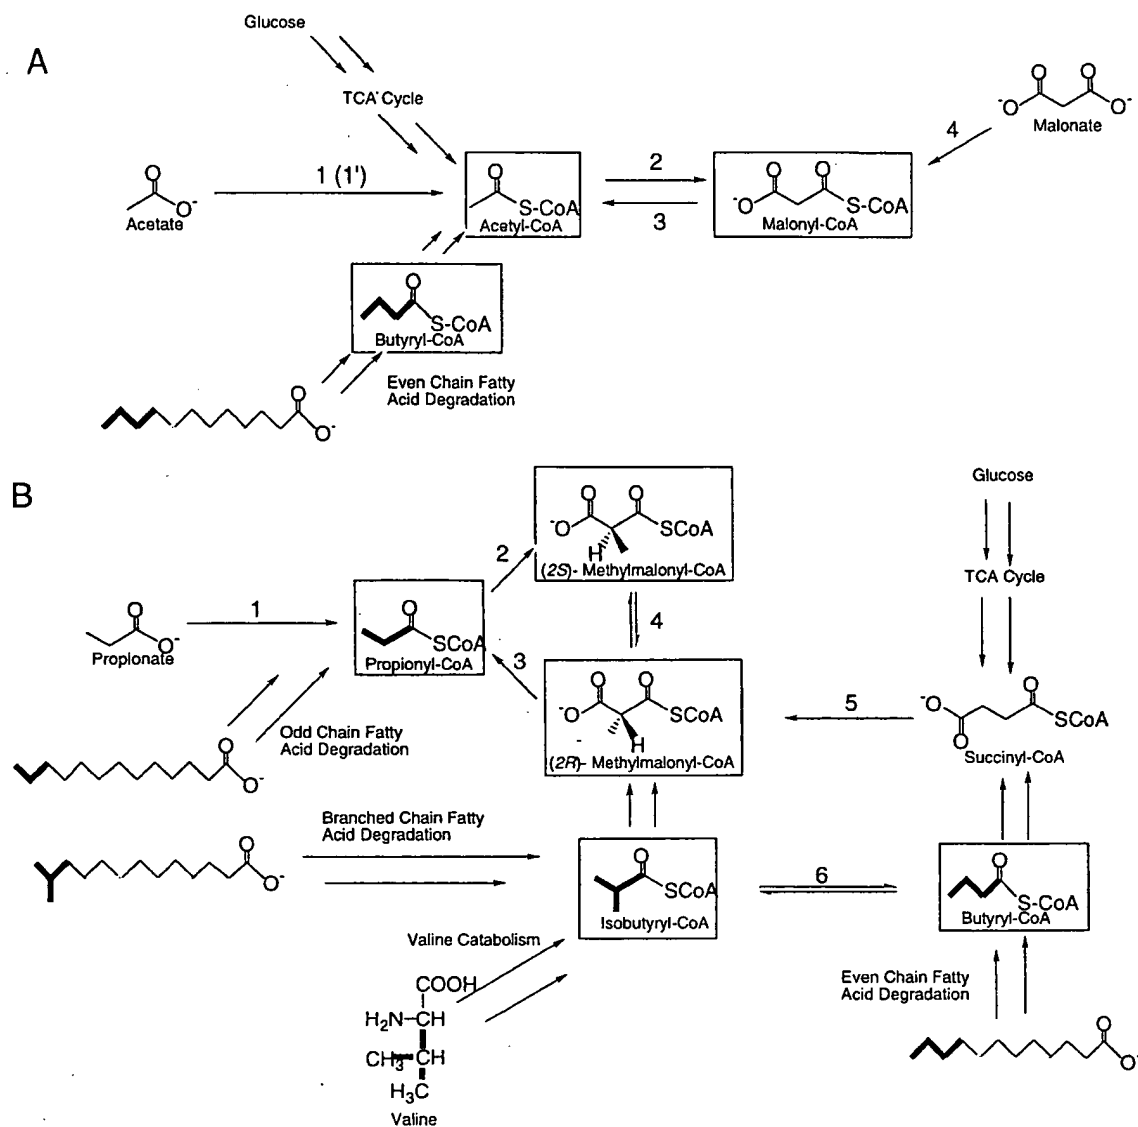 A
Glucose
TCA Cycle
O
O⁻
Acetate
1 (1')
O
S-CoA
Acetyl-CoA
2
3
O
O
⁻O
S-CoA
Malonyl-CoA
4
O
O
⁻O
O⁻
Malonate
O
S-CoA
Butyryl-CoA
Even Chain Fatty
Acid Degradation
O
O⁻
B
O
O
⁻O
SCoA
H
(2S)- Methylmalonyl-CoA
Glucose
TCA Cycle
O
O⁻
Propionate
1
2
O
SCoA
Propionyl-CoA
3
4
O
O
⁻O
SCoA
H
(2R)- Methylmalonyl-CoA
5
⁻O
O
O
SCoA
Succinyl-CoA
Odd Chain Fatty
Acid Degradation
O
O⁻
Branched Chain Fatty
Acid Degradation
O
O⁻
O
SCoA
Isobutyryl-CoA
6
O
S-CoA
Butyryl-CoA
Valine Catabolism
COOH
H₂N-CH
CH₃ CH
H₃C
Valine
Even Chain Fatty
Acid Degradation
O
O⁻